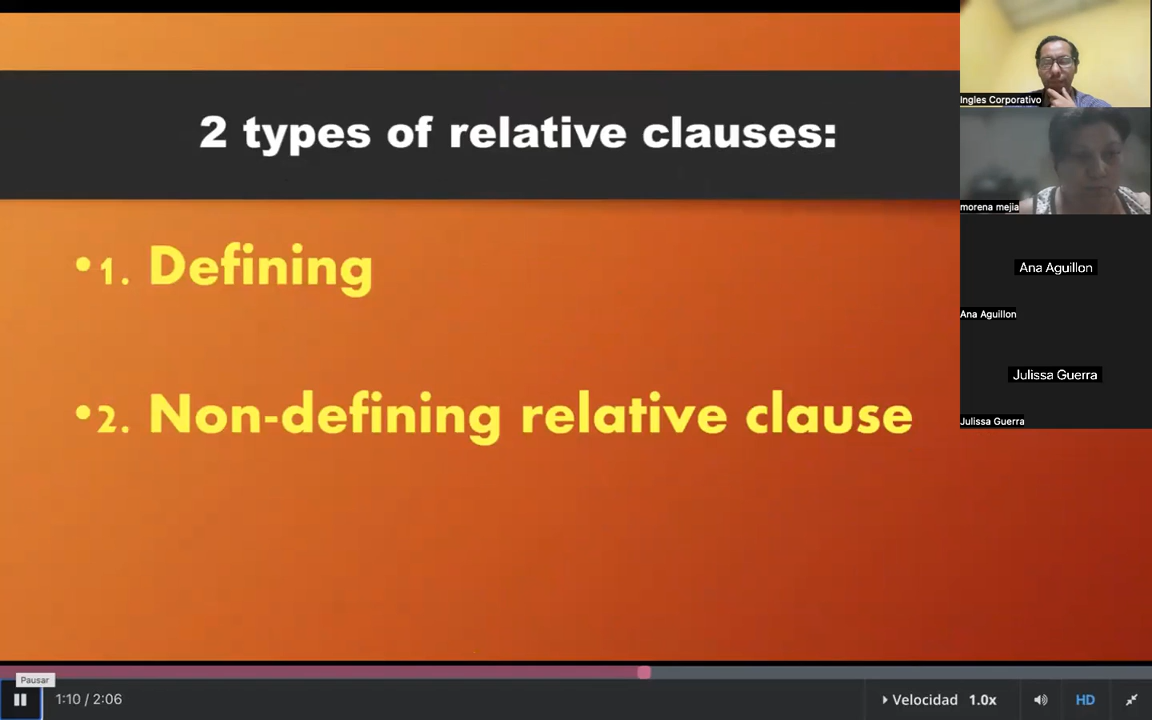 2 types of relative clauses:
•1. Defining
•2. Non-defining relative clause
Ingles Corporativo
morena mejia
Ana Aguillon
Ana Aguillon
Julissa Guerra
Julissa Guerra
Pausar
1:10 / 2:06
Velocidad 1.0x
HD